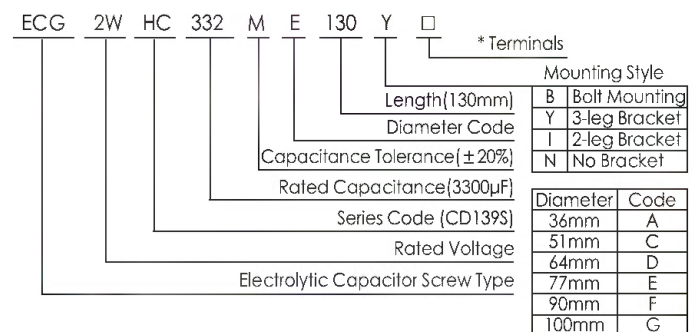 ECG 2W HC 332 M E 130 Y □
* Terminals
Mounting Style
B Bolt Mounting
Y 3-leg Bracket
I 2-leg Bracket
N No Bracket
Length(130mm)
Diameter Code
Capacitance Tolerance(±20%)
Rated Capacitance(3300μF)
Series Code (CD139S)
Rated Voltage
Electrolytic Capacitor Screw Type
Diameter Code
36mm A
51mm C
64mm D
77mm E
90mm F
100mm G